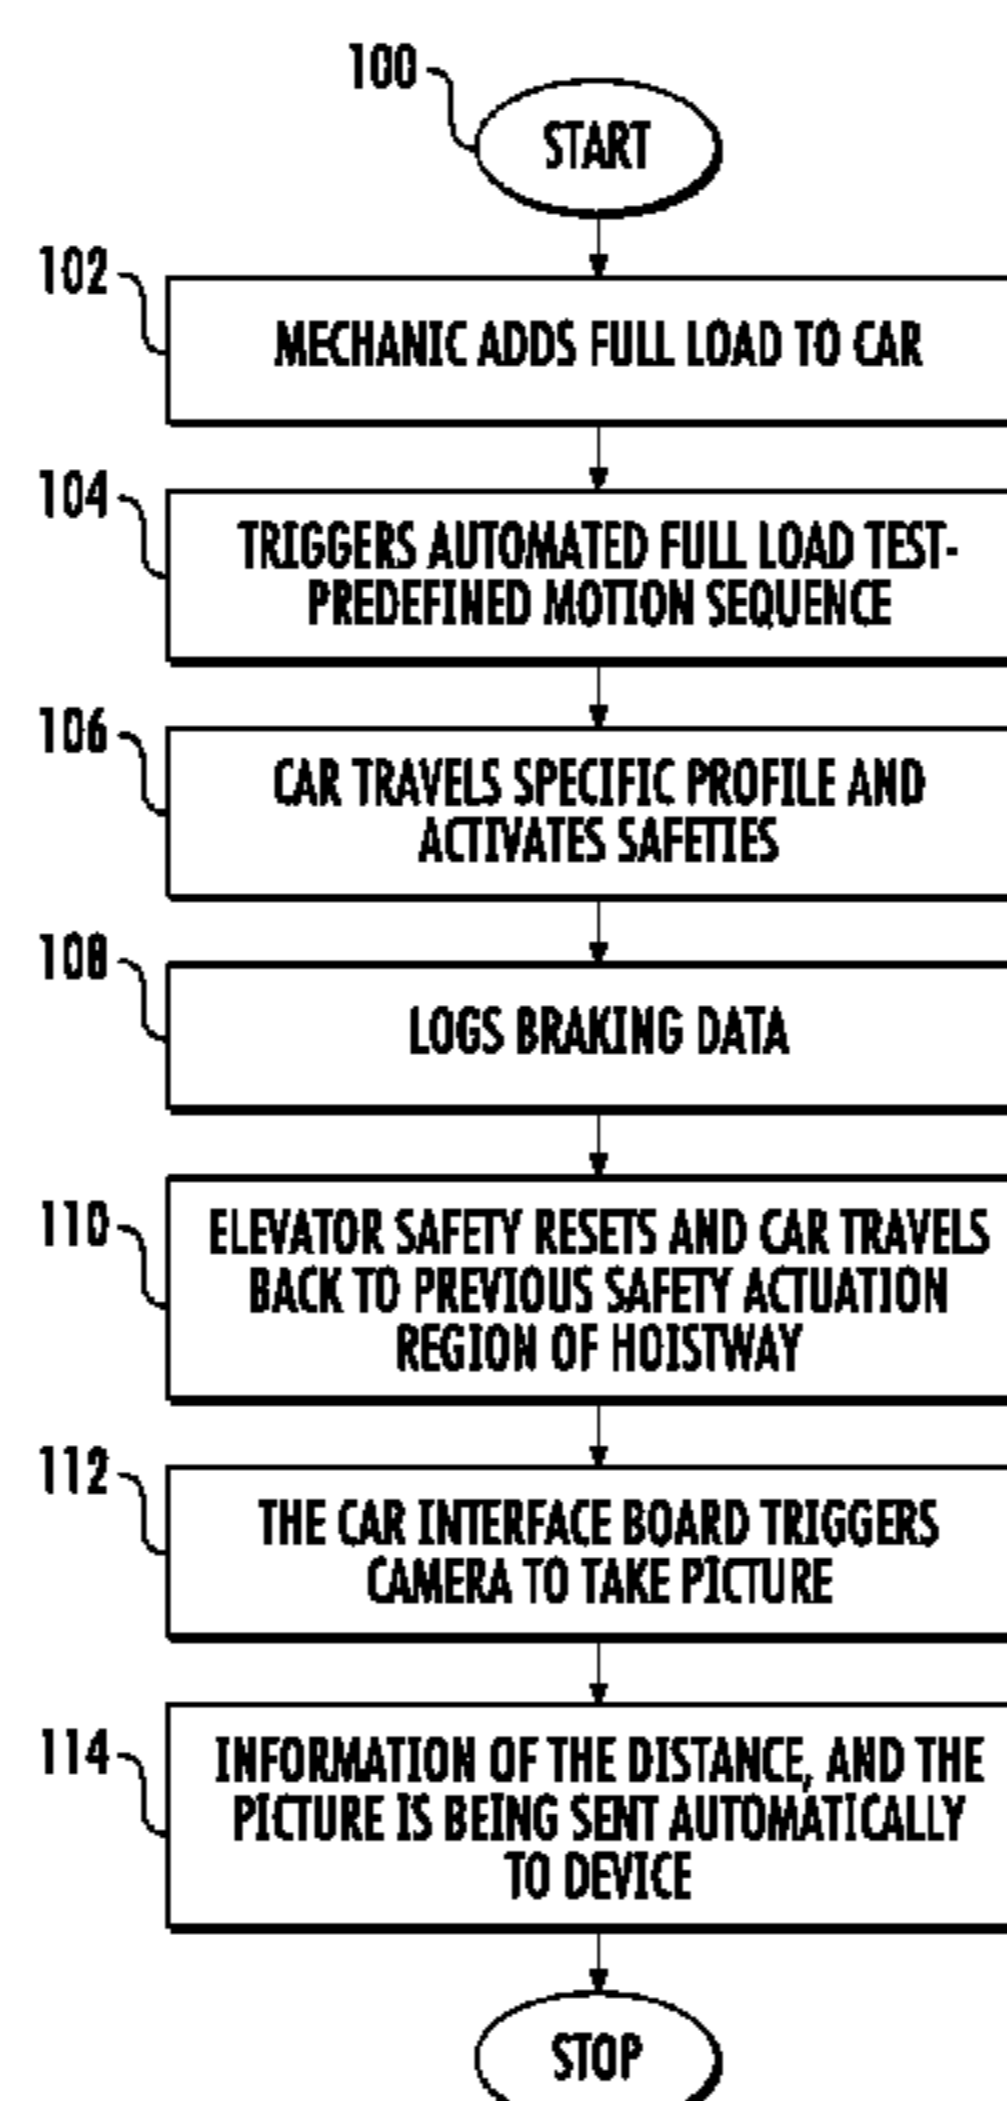 100
START
102
MECHANIC ADDS FULL LOAD TO CAR
104
TRIGGERS AUTOMATED FULL LOAD TEST-
PREDEFINED MOTION SEQUENCE
106
CAR TRAVELS SPECIFIC PROFILE AND
ACTIVATES SAFETIES
108
LOGS BRAKING DATA
110
ELEVATOR SAFETY RESETS AND CAR TRAVELS
BACK TO PREVIOUS SAFETY ACTUATION
REGION OF HOISTWAY
112
THE CAR INTERFACE BOARD TRIGGERS
CAMERA TO TAKE PICTURE
114
INFORMATION OF THE DISTANCE, AND THE
PICTURE IS BEING SENT AUTOMATICALLY
TO DEVICE
STOP